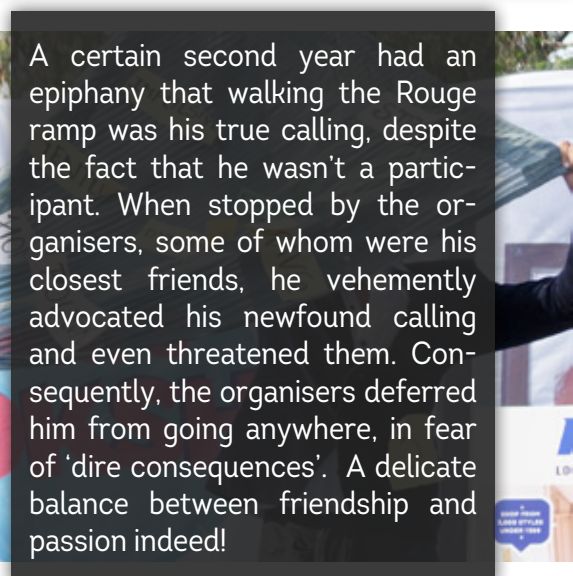 A certain second year had an
epiphany that walking the Rouge
ramp was his true calling, despite
the fact that he wasn't a partic-
ipant. When stopped by the or-
ganisers, some of whom were his
closest friends, he vehemently
advocated his newfound calling
and even threatened them. Con-
sequently, the organisers deferred
him from going anywhere, in fear
of ‘dire consequences’. A delicate
balance between friendship and
passion indeed!
SHOP FROM
UNDER